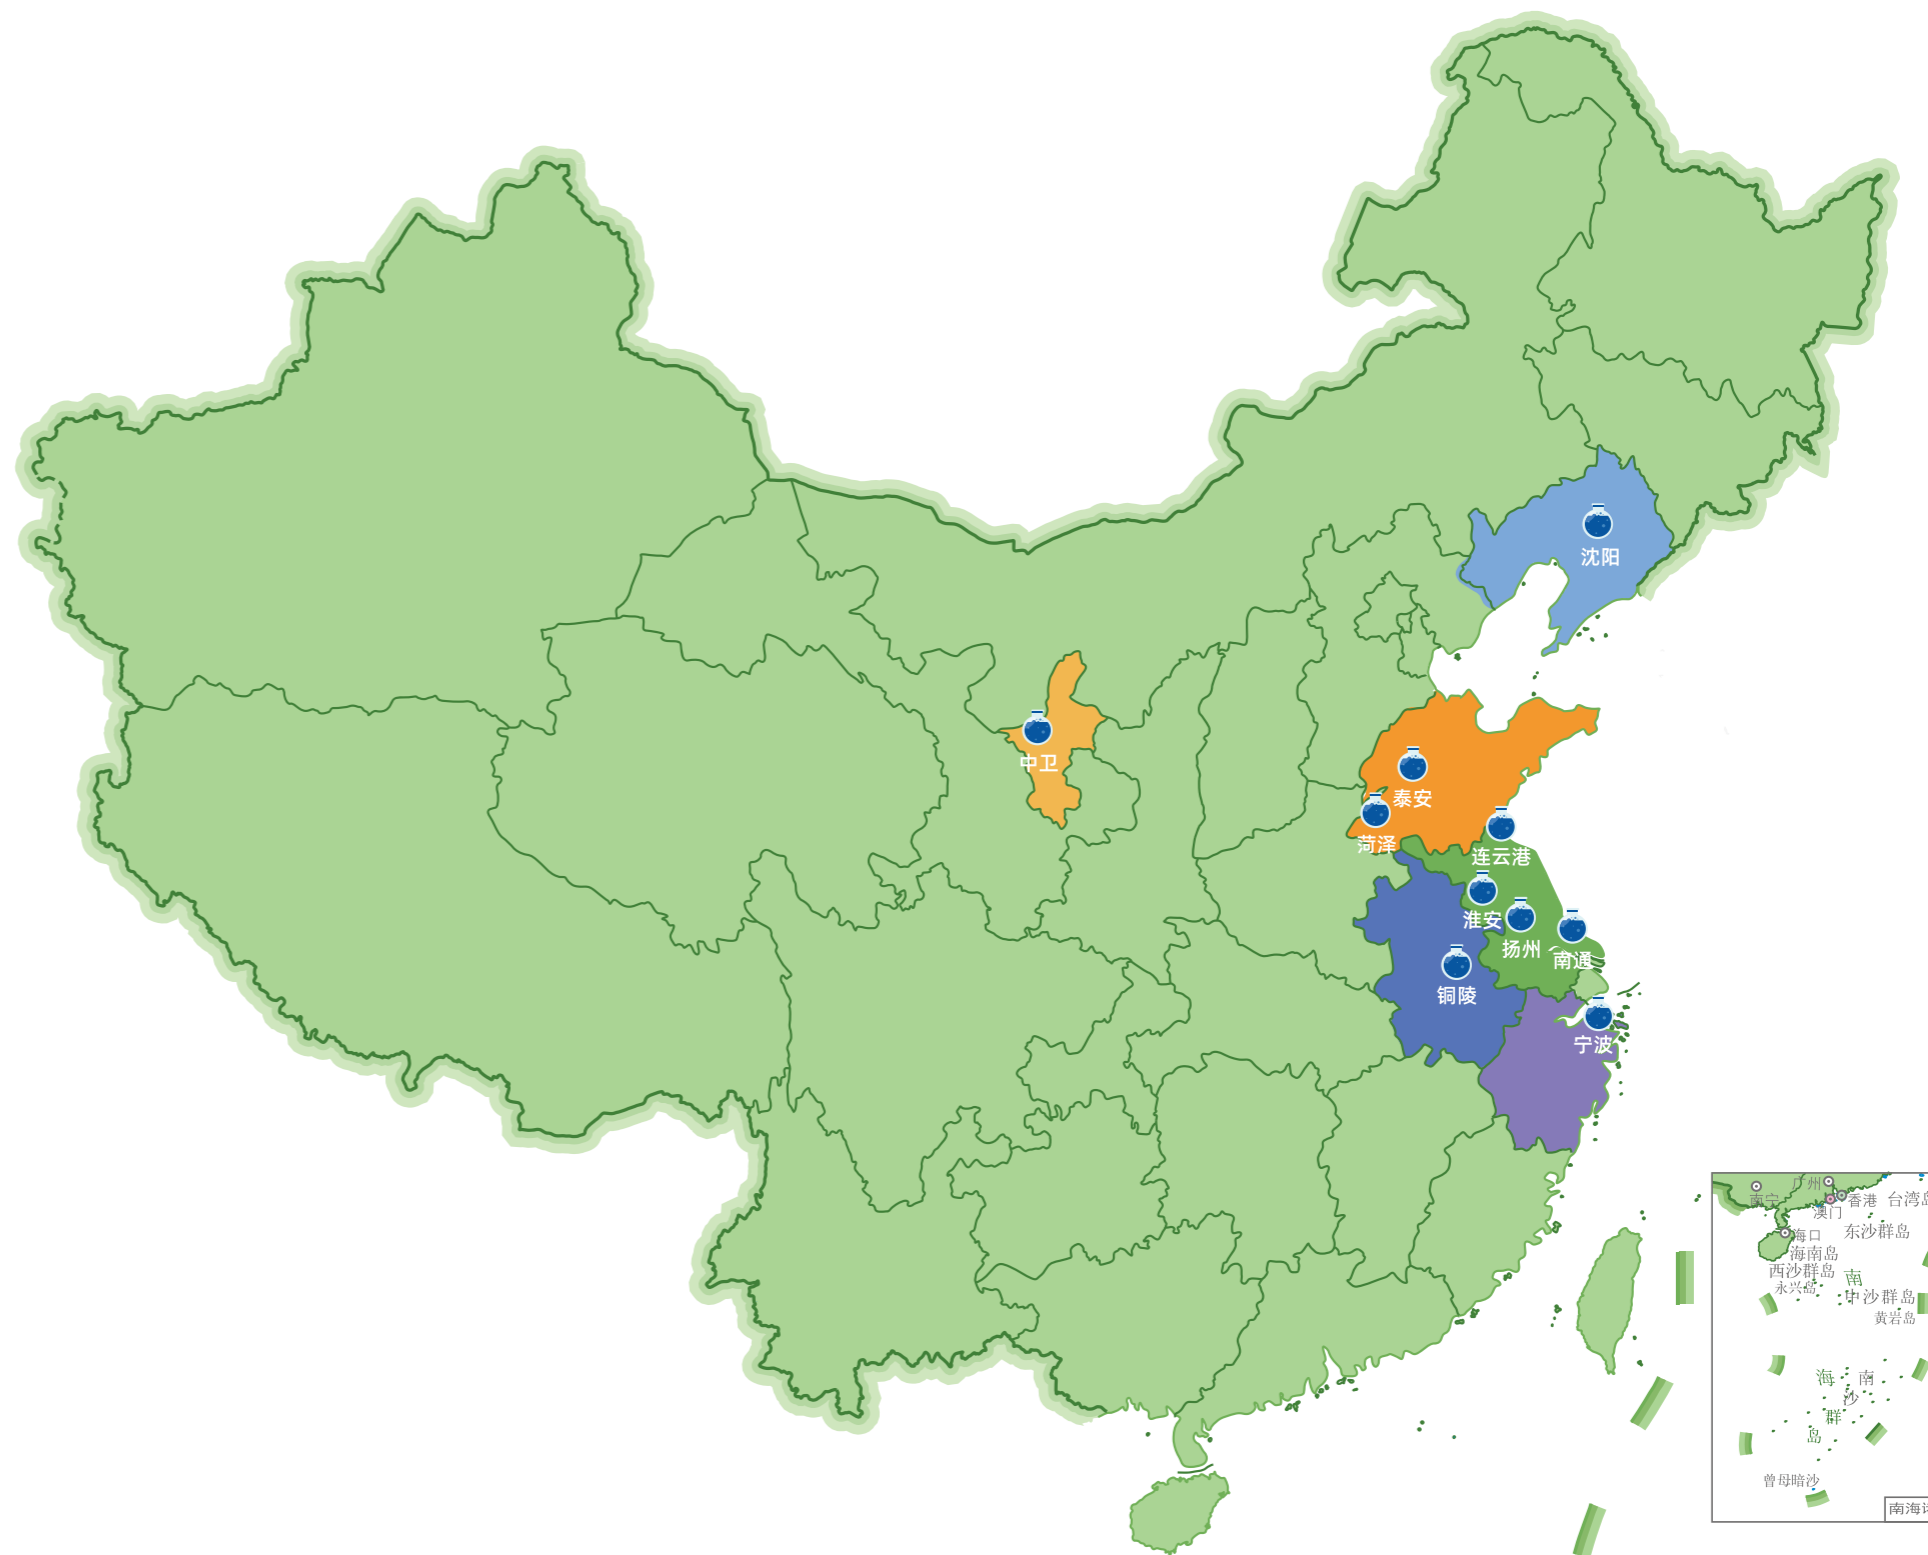 沈阳
中卫
泰安
菏泽
连云港
淮安
扬州
南通
铜陵
宁波
广州
南宁
香港
台湾岛
澳门
海口
东沙群岛
海南岛
西沙群岛
南
永兴岛
中沙群岛
黄岩岛
海
南
沙
群
岛
曾母暗沙
南海